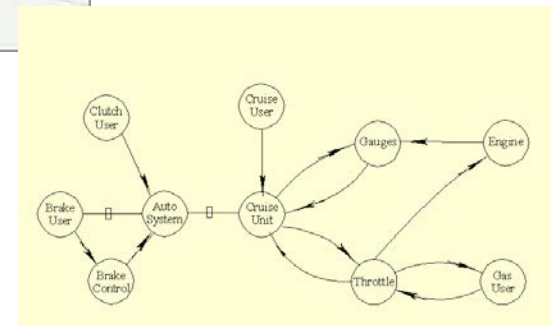 Clutch
User
Cruise
User
Gauges
Engine
Brake
User
Auto
System
Cruise
Unit
Brake
Control
Throttle
Gas
User